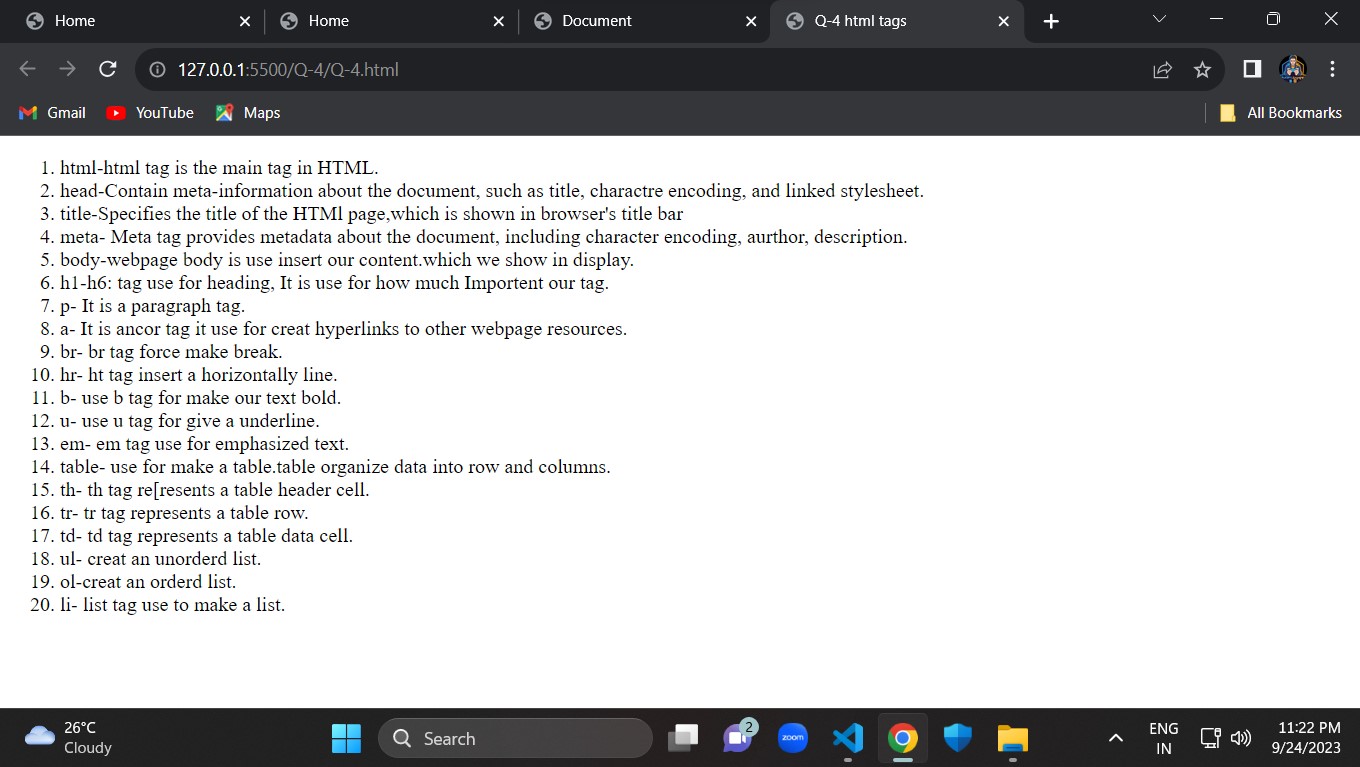 Home
Home
Document
Q-4 html tags
127.0.0.1:5500/Q-4/Q-4.html
Gmail
YouTube
Maps
All Bookmarks
1. html-html tag is the main tag in HTML.
2. head-Contain meta-information about the document, such as title, charactre encoding, and linked stylesheet.
3. title-Specifies the title of the HTMl page,which is shown in browser's title bar
4. meta- Meta tag provides metadata about the document, including character encoding, aurthor, description.
5. body-webpage body is use insert our content.which we show in display.
6. h1-h6: tag use for heading, It is use for how much Importent our tag.
7. p- It is a paragraph tag.
8. a- It is ancor tag it use for creat hyperlinks to other webpage resources.
9. br- br tag force make break.
10. hr- ht tag insert a horizontally line.
11. b- use b tag for make our text bold.
12. u- use u tag for give a underline.
13. em- em tag use for emphasized text.
14. table- use for make a table.table organize data into row and columns.
15. th- th tag re[resents a table header cell.
16. tr- tr tag represents a table row.
17. td- td tag represents a table data cell.
18. ul- creat an unorderd list.
19. ol-creat an orderd list.
20. li- list tag use to make a list.
26°C
Cloudy
Search
2
zoom
ENG
IN
11:22 PM
9/24/2023